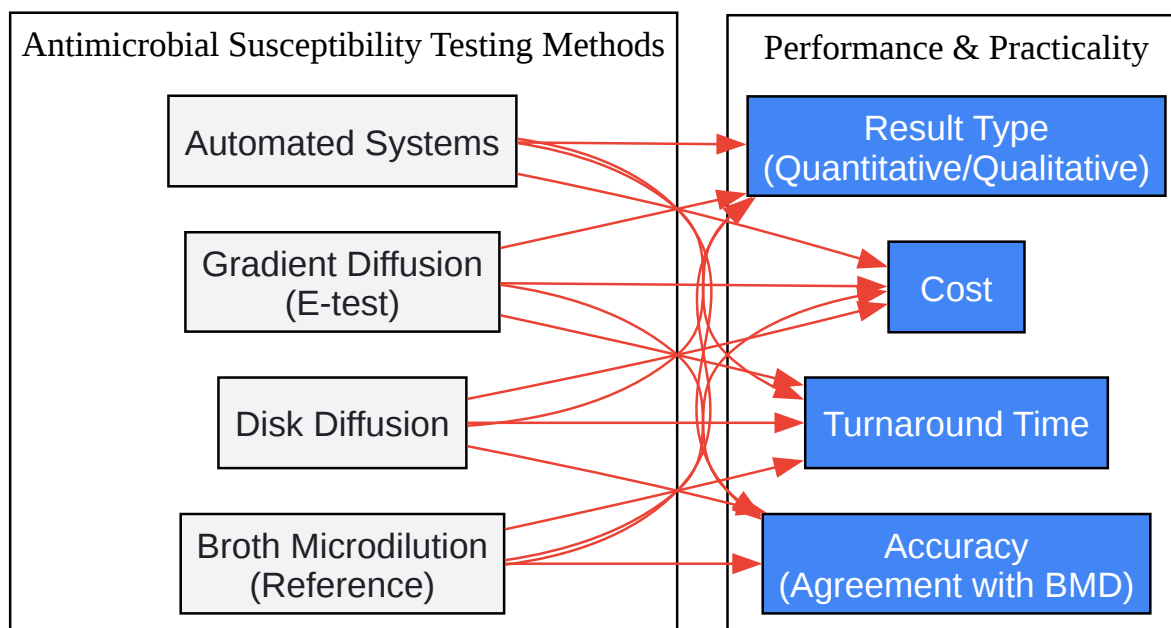 Antimicrobial Susceptibility Testing Methods
Automated Systems
Gradient Diffusion
(E-test)
Disk Diffusion
Broth Microdilution
(Reference)
Performance & Practicality
Result Type
(Quantitative/Qualitative)
Cost
Turnaround Time
Accuracy
(Agreement with BMD)